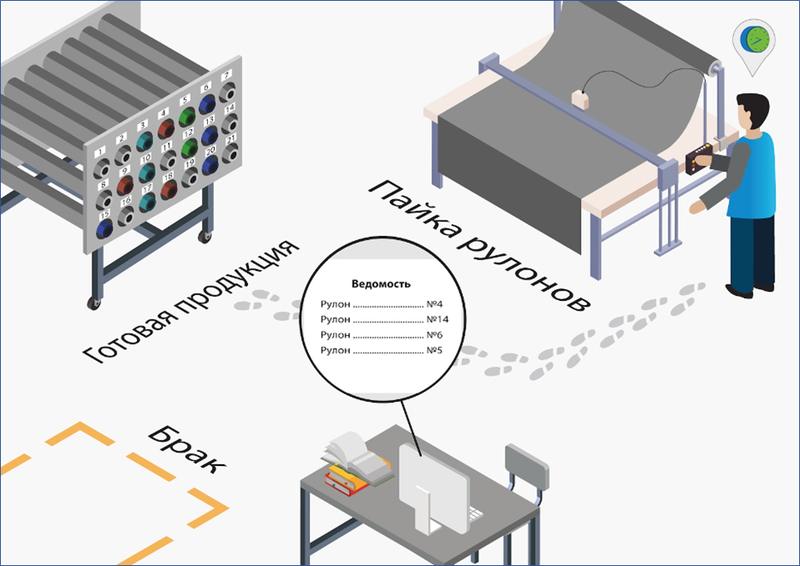 1 2 3 4 5 6 7
8 9 10 11 12 13 14
15 16 17 18 19 20 21
Пайка рулонов
Готовая продукция
Ведомость
Рулон ........................... №4
Рулон ........................... №14
Рулон ........................... №6
Рулон ........................... №5
Брак